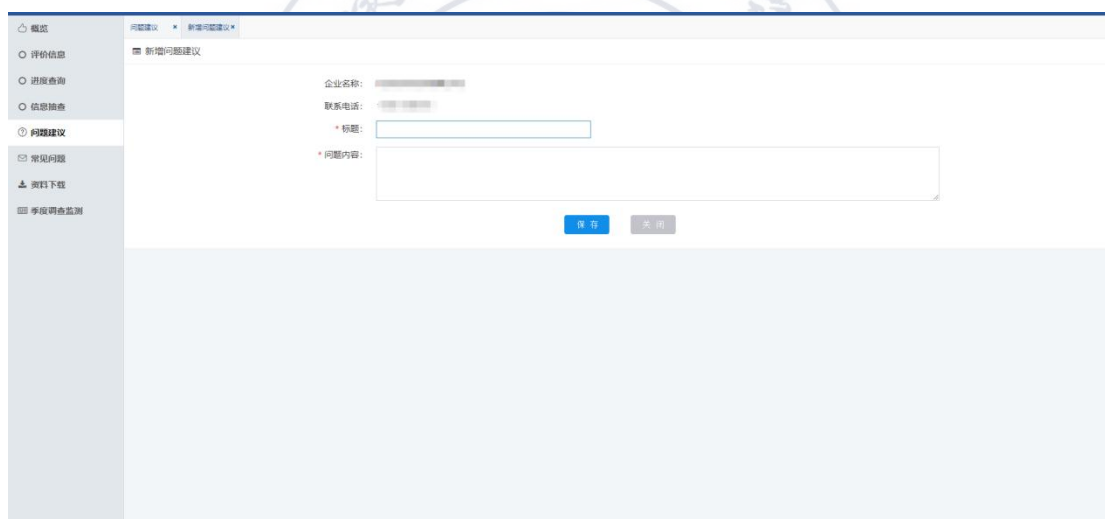 概览
评价信息
进度查询
信息抽查
问题建议
常见问题
资料下载
季度调查监测
问题建议 × 新增问题建议×
新增问题建议
企业名称：
联系电话：
* 标题：
* 问题内容：
保 存 关 闭